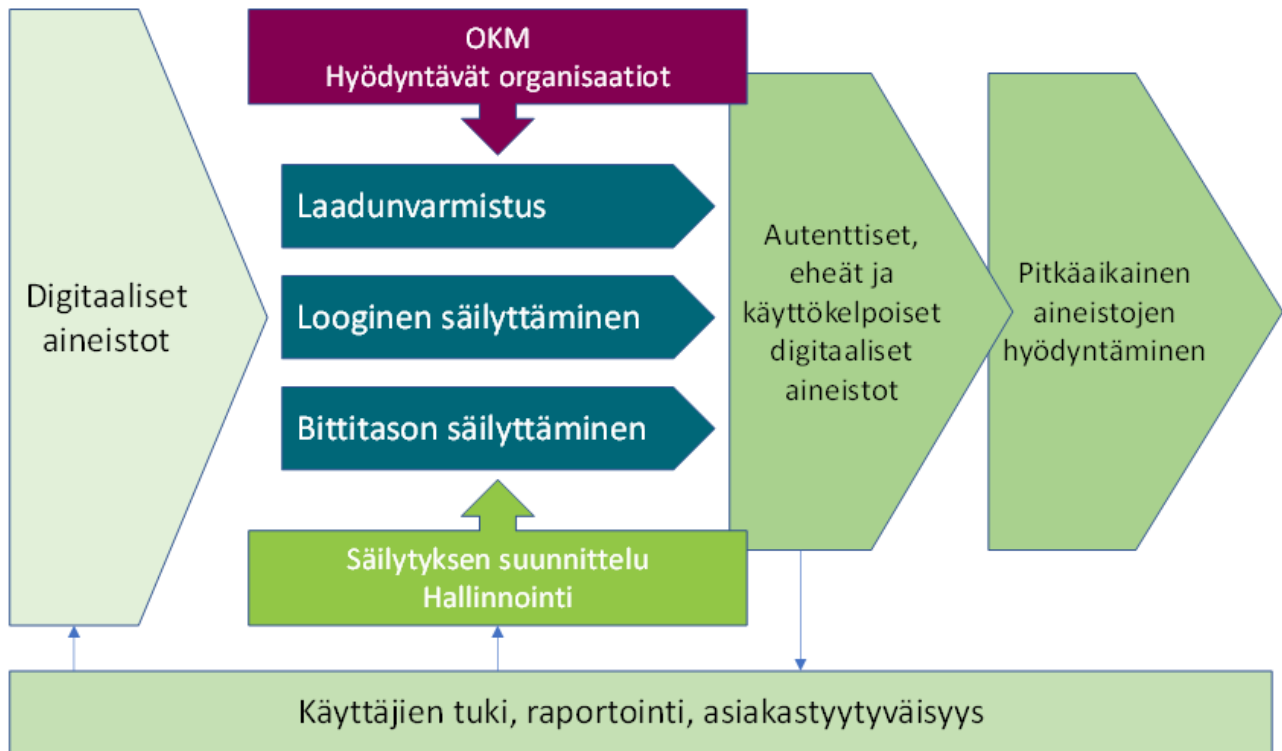 Digitaaliset
aineistot
OKM
Hyödyntävät organisaatiot
Laadunvarmistus
Looginen säilyttäminen
Bittitason säilyttäminen
Säilytyksen suunnittelu
Hallinnointi
Autenttiset,
eheät ja
käyttökelpoiset
digitaaliset
aineistot
Pitkäaikainen
aineistojen
hyödyntäminen
Käyttäjien tuki, raportointi, asiakastyytyväisyys